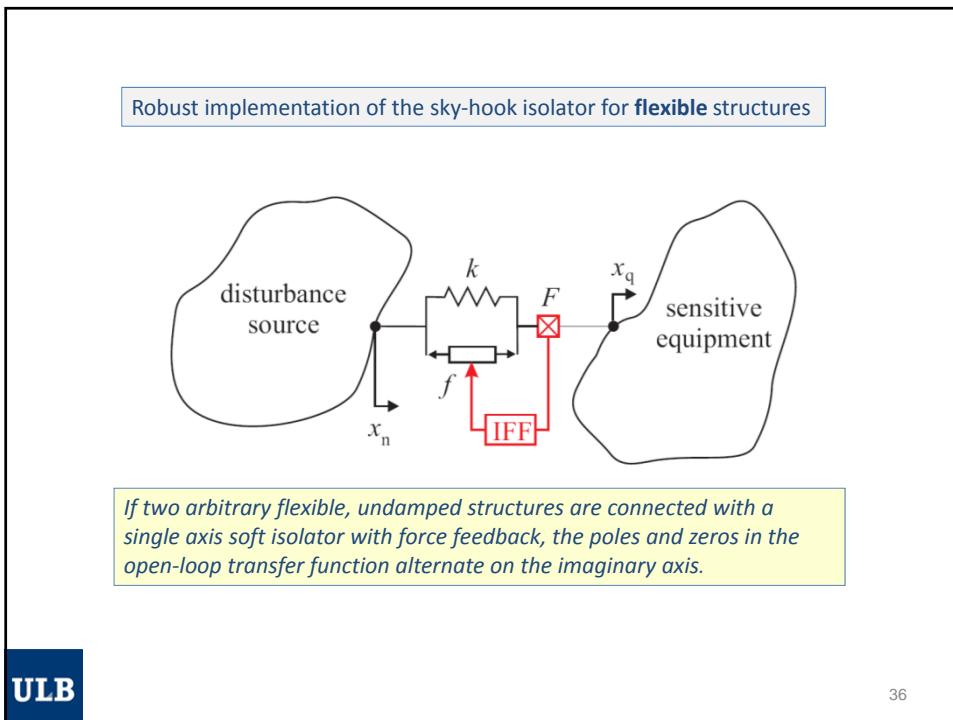 Robust implementation of the sky-hook isolator for flexible structures
disturbance
source
k
F
x_q
sensitive
equipment
f
x_n
IFF
If two arbitrary flexible, undamped structures are connected with a
single axis soft isolator with force feedback, the poles and zeros in the
open-loop transfer function alternate on the imaginary axis.
ULB
36